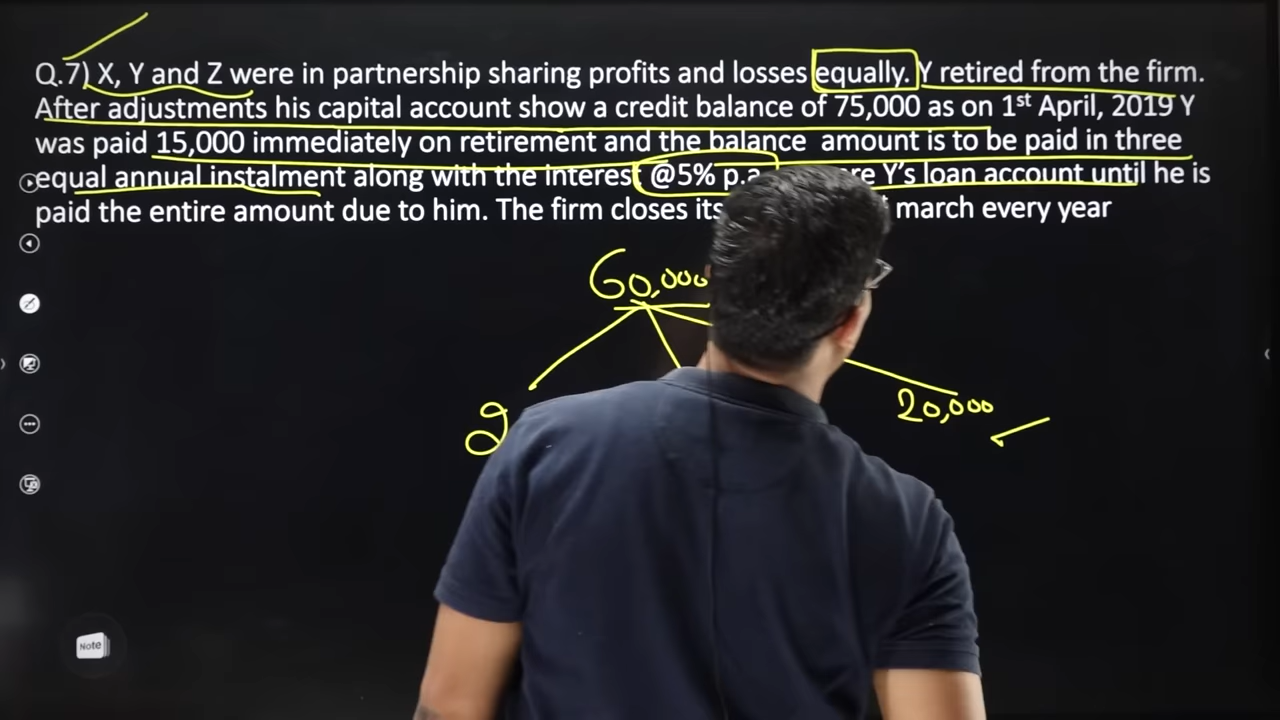 Q.7) X, Y and Z were in partnership sharing profits and losses equally. Y retired from the firm.
After adjustments his capital account show a credit balance of 75,000 as on 1st April, 2019 Y
was paid 15,000 immediately on retirement and the balance amount is to be paid in three
equal annual instalment along with the interest @5% p.a Y's loan account until he is
paid the entire amount due to him. The firm closes its march every year
60,000
20,000
Note